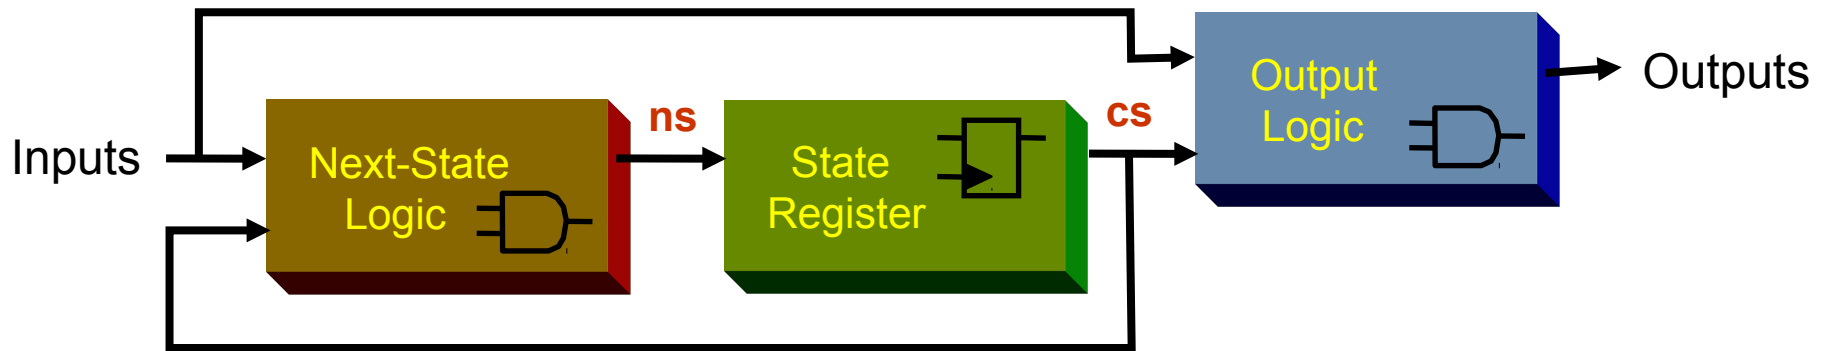 Inputs
Next-State
Logic
ns
State
Register
cs
Output
Logic
Outputs